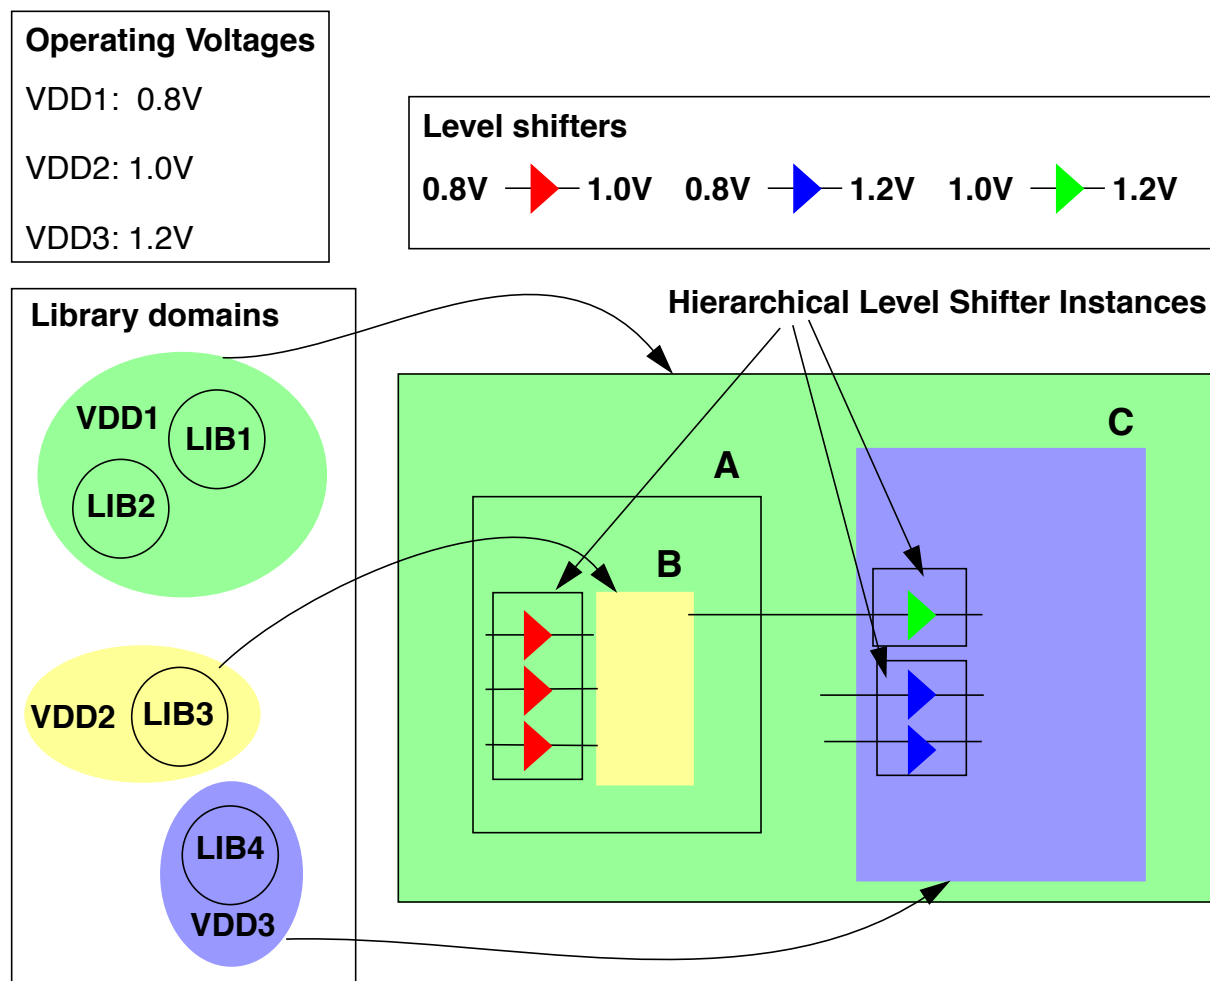 Operating Voltages
VDD1: 0.8V
VDD2: 1.0V
VDD3: 1.2V
Level shifters
0.8V 1.0V 0.8V 1.2V 1.0V 1.2V
Library domains
VDD1
LIB1
LIB2
VDD2
LIB3
LIB4
VDD3
Hierarchical Level Shifter Instances
A
B
C